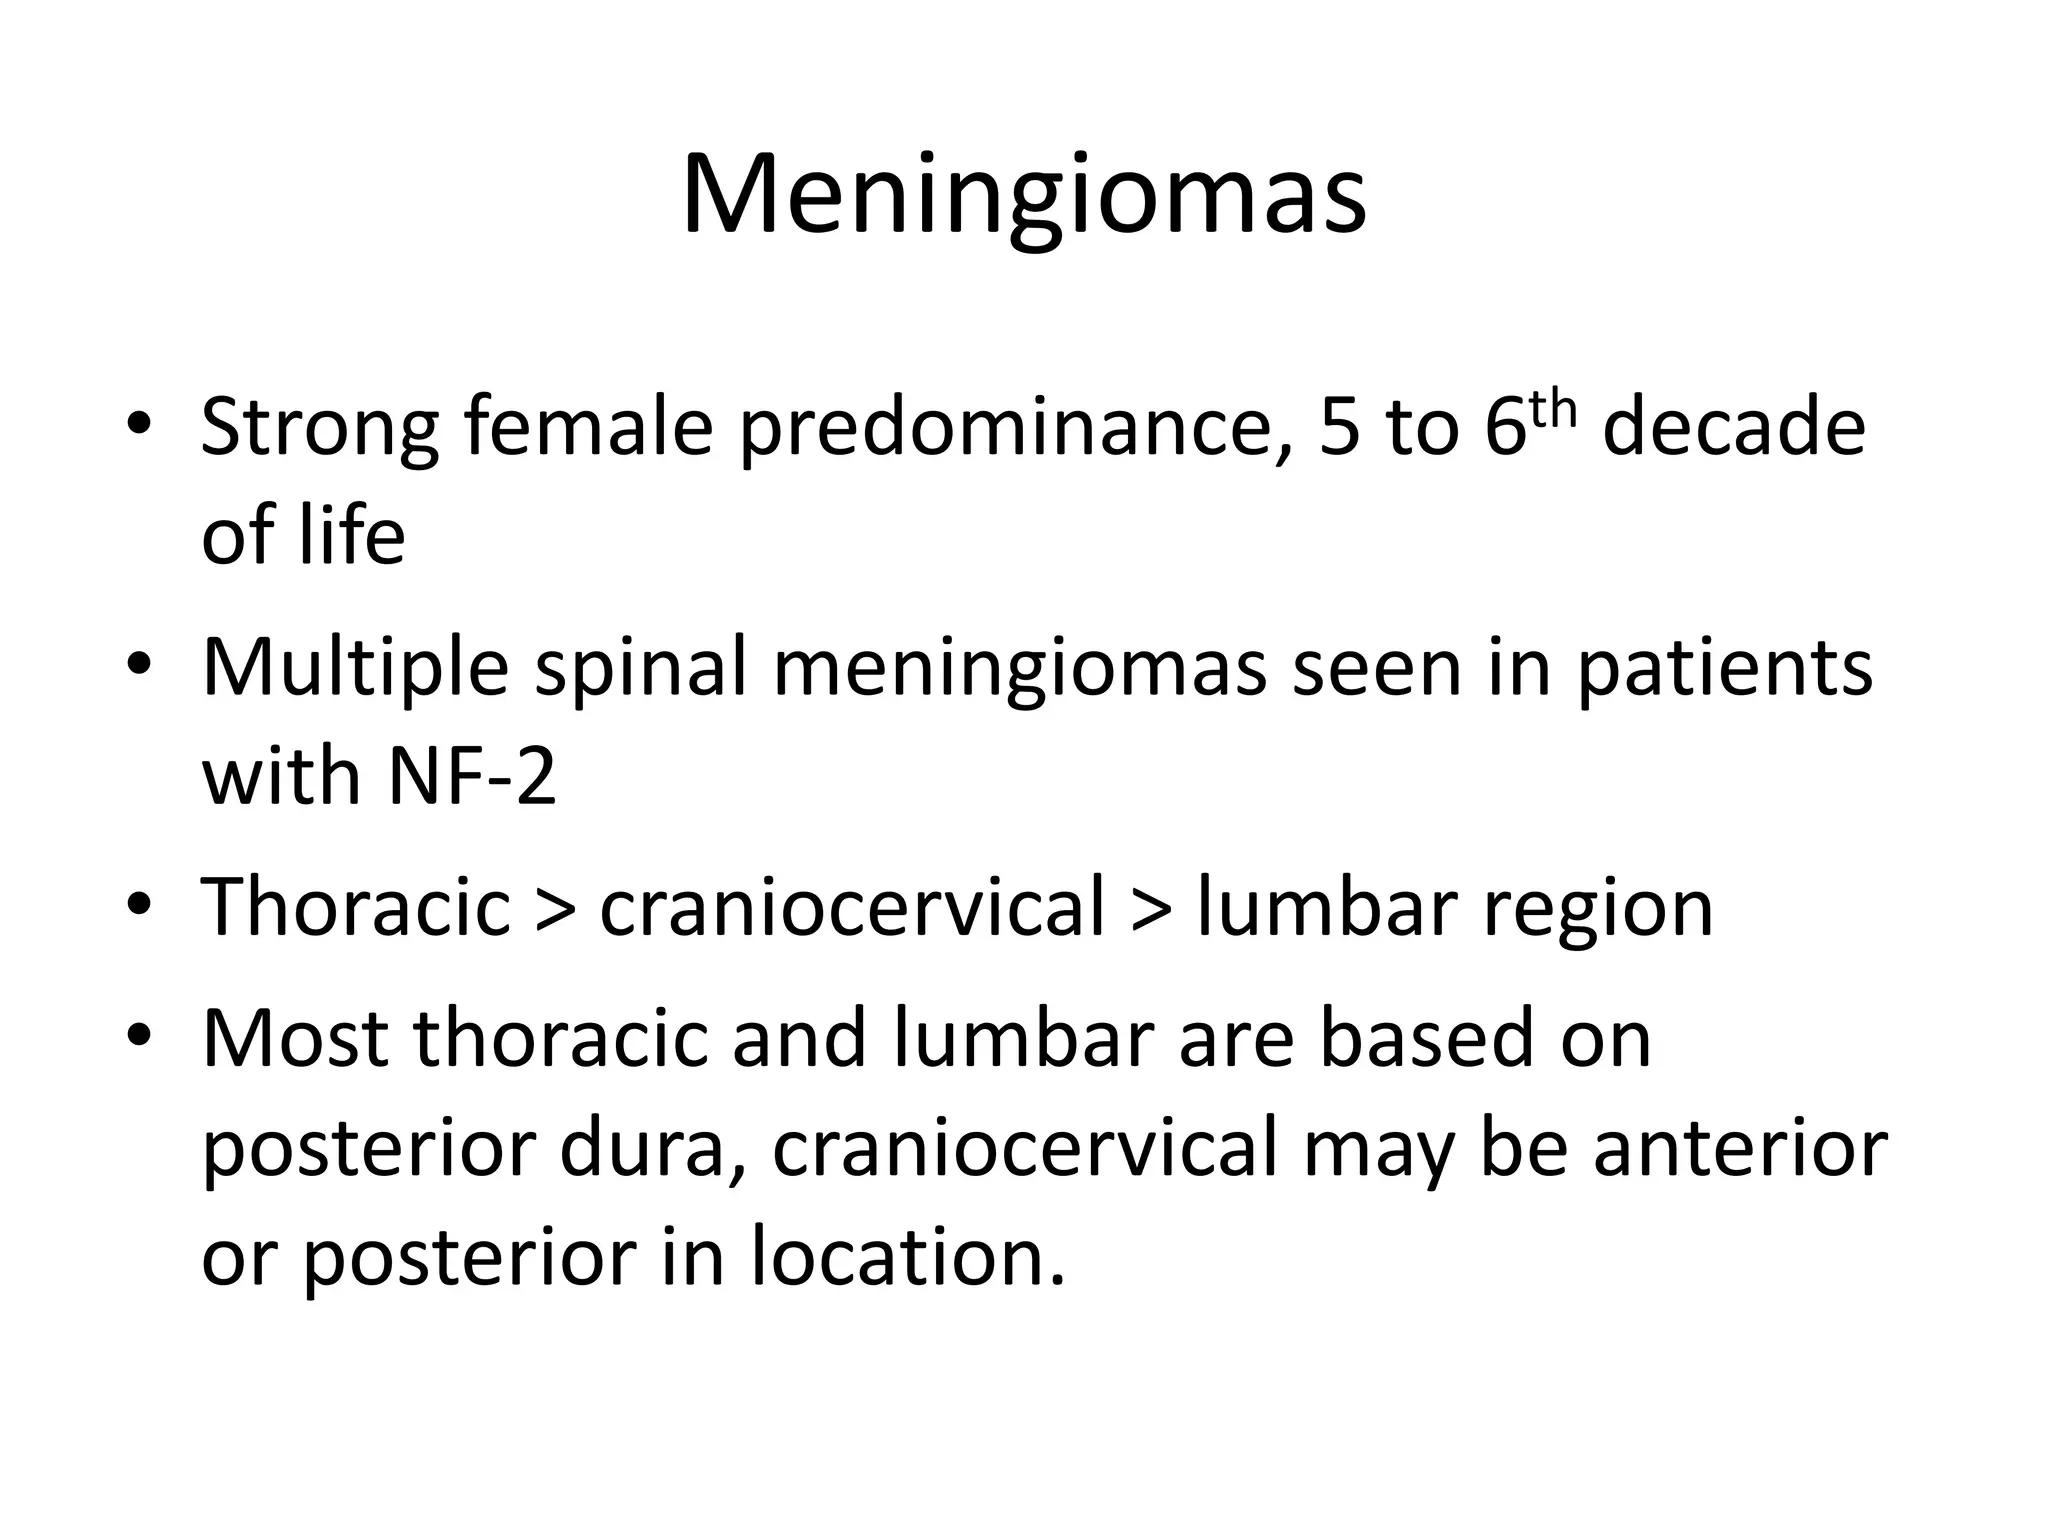 Meningiomas
• Strong female predominance, 5 to 6th decade
of life
• Multiple spinal meningiomas seen in patients
with NF-2
• Thoracic > craniocervical > lumbar region
• Most thoracic and lumbar are based on
posterior dura, craniocervical may be anterior
or posterior in location.